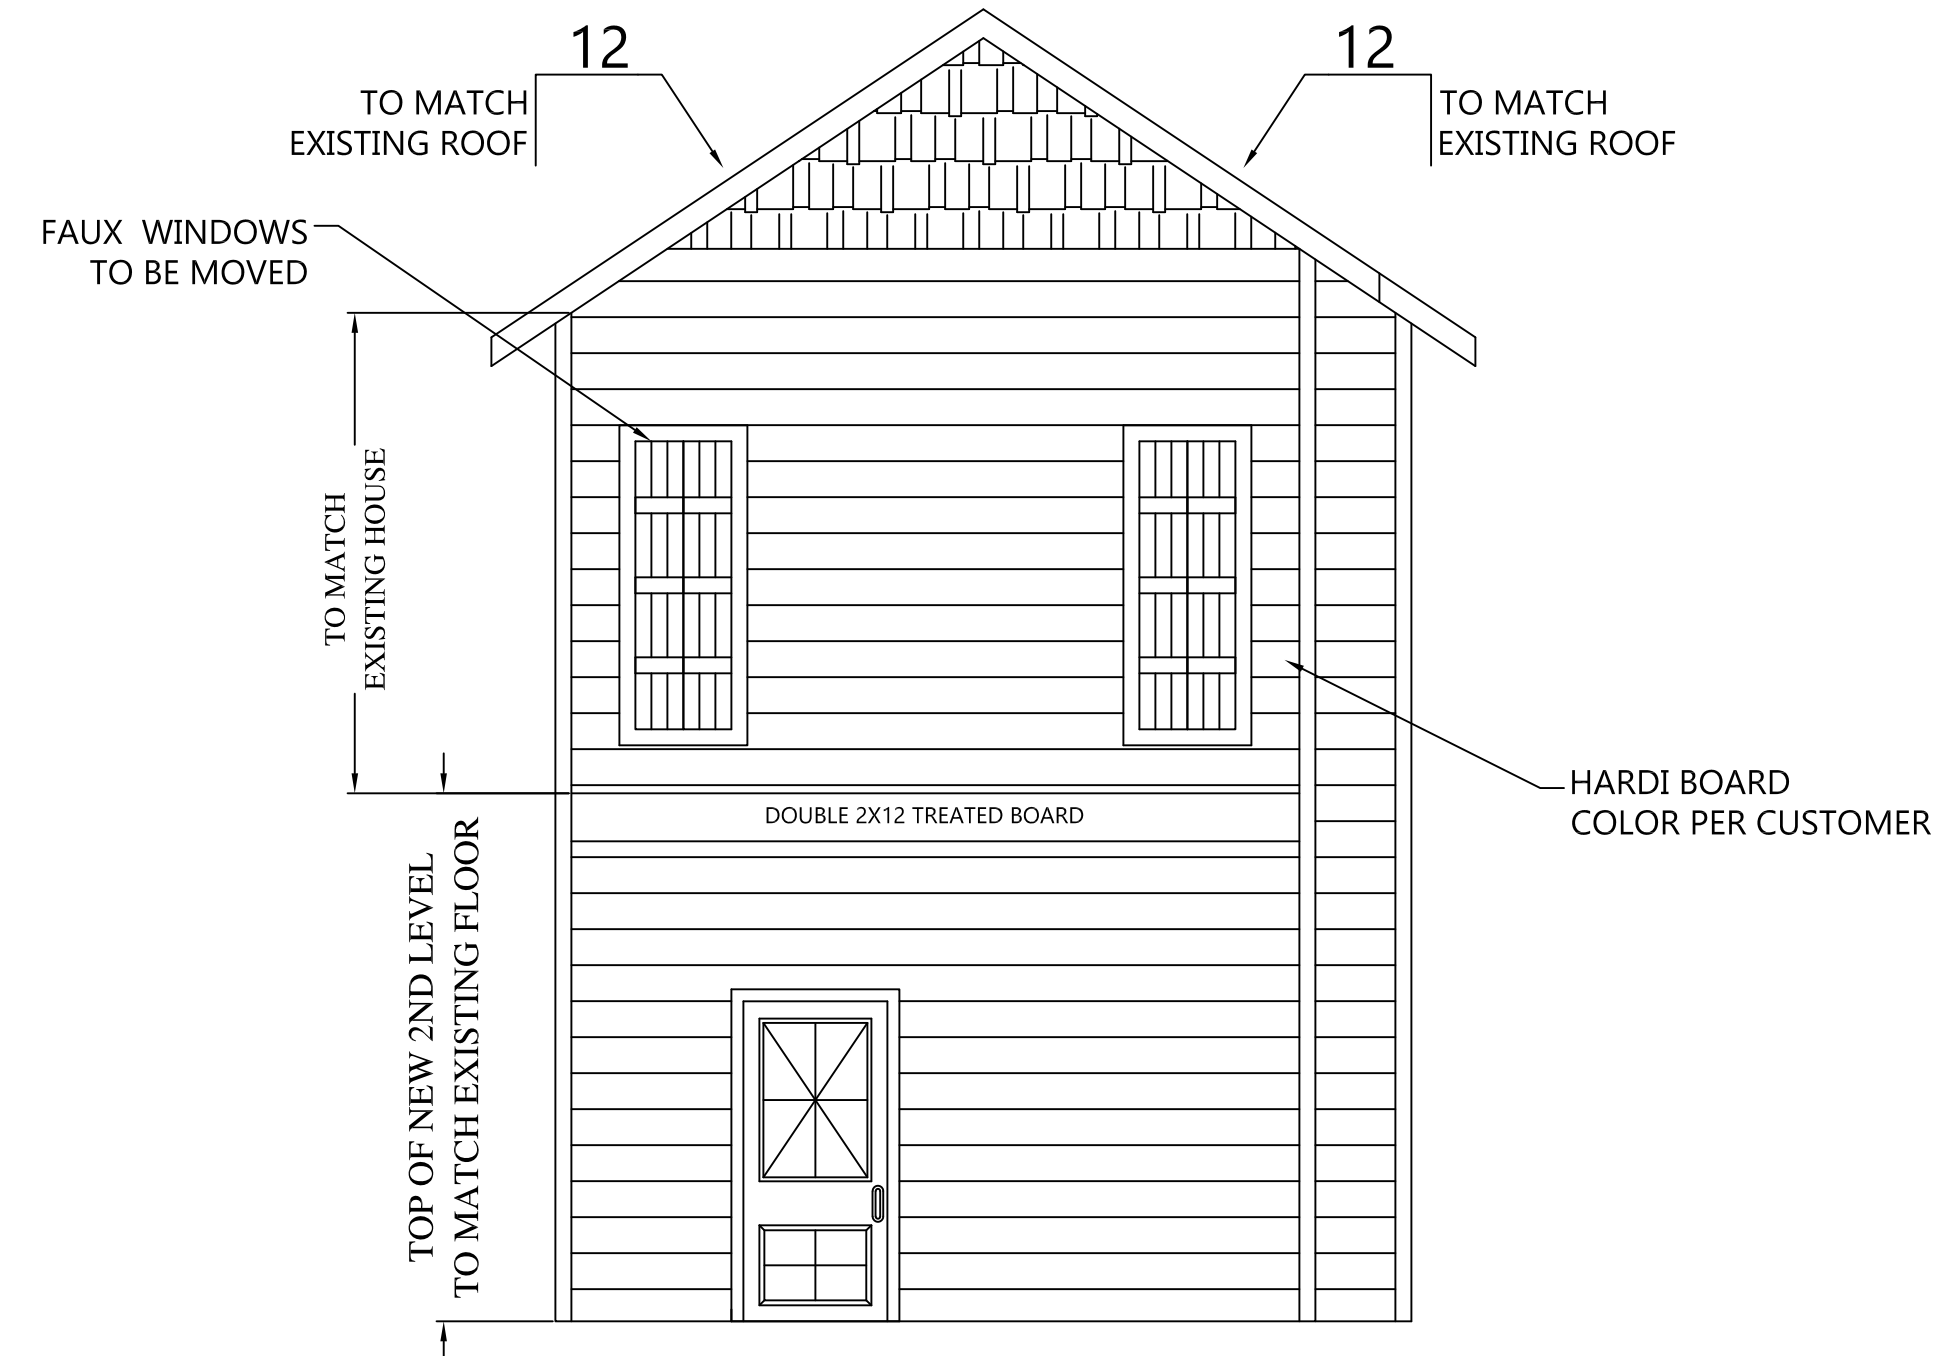 12
TO MATCH
EXISTING ROOF
12
TO MATCH
EXISTING ROOF
FAUX  WINDOWS
TO BE MOVED
TO MATCH
EXISTING HOUSE
HARDI BOARD
COLOR PER CUSTOMER
DOUBLE 2X12 TREATED BOARD
TOP OF NEW 2ND LEVEL
TO MATCH EXISTING FLOOR